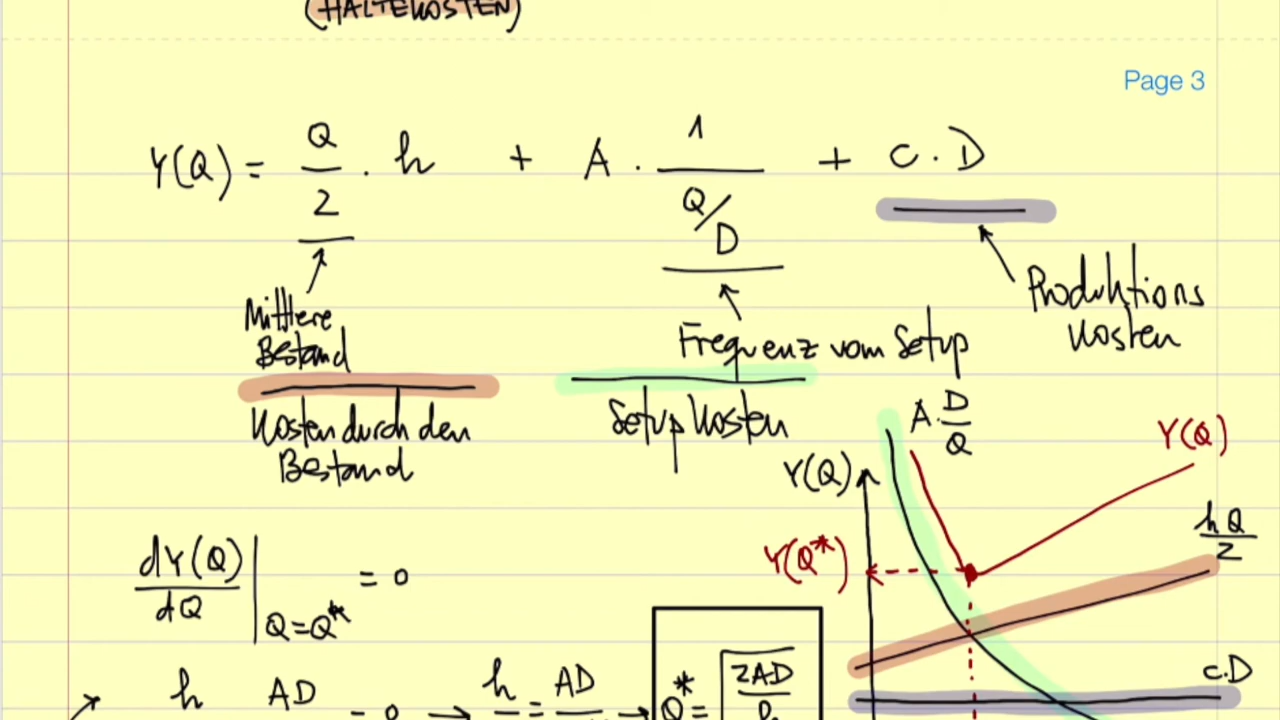 (HALTEKOSTEN)
Page 3
Y(Q) = Q/2 · h + A · 1/(Q/D) + c · D
Mittlere
Bestand
Frequenz vom Setup
Produktions
kosten
Kosten durch den
Bestand
Setup Kosten
A · D/Q
Y(Q)
Y(Q)
hQ/2
Y(Q*)
dY(Q)/dQ | Q=Q* = 0
c.D
h AD = 0 → h = AD → Q* = √2AD